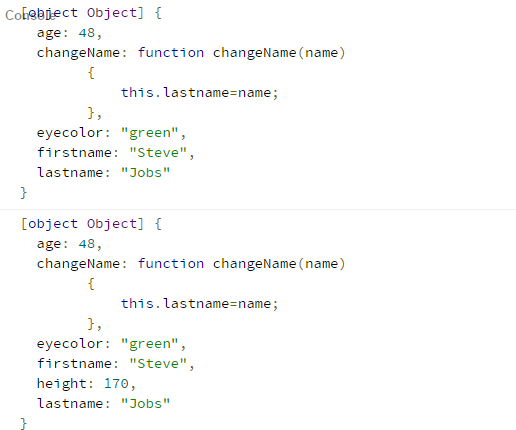 Console
[object Object] {
  age: 48,
  changeName: function changeName(name)
        {
            this.lastname=name;
        },
  eyecolor: "green",
  firstname: "Steve",
  lastname: "Jobs"
}
[object Object] {
  age: 48,
  changeName: function changeName(name)
        {
            this.lastname=name;
        },
  eyecolor: "green",
  firstname: "Steve",
  height: 170,
  lastname: "Jobs"
}